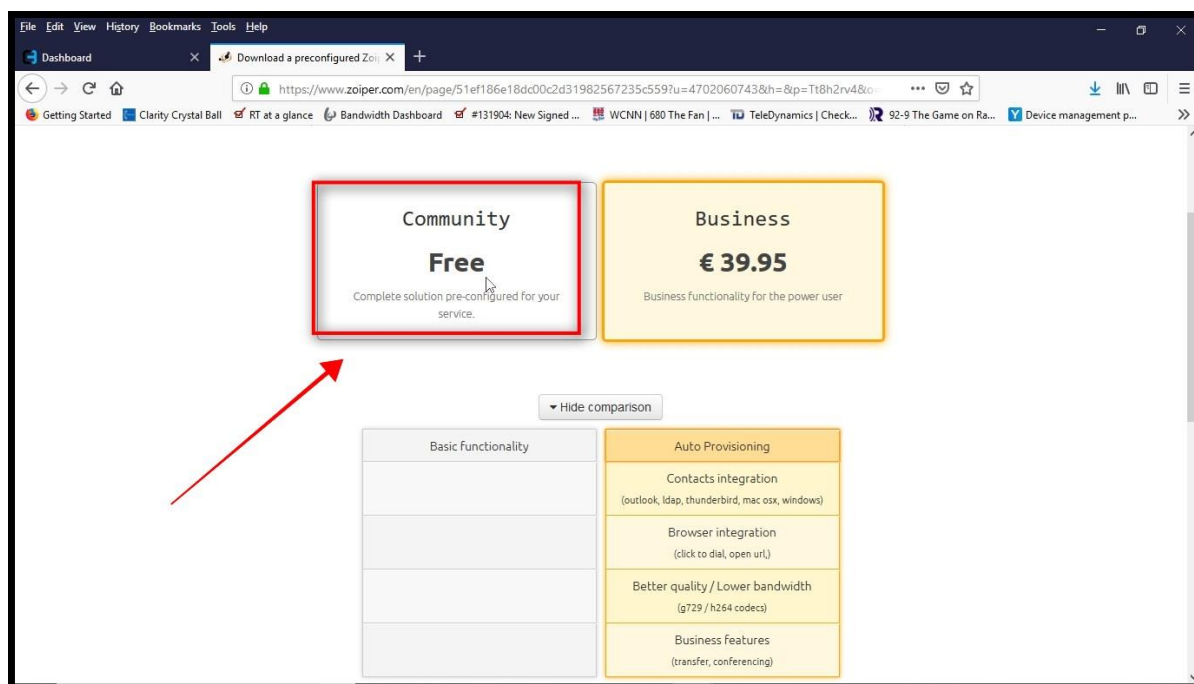 File Edit View History Bookmarks Tools Help
Dashboard
Download a preconfigured Zoip
https://www.zoiper.com/en/page/51ef186e18dc00c2d31982567235c559?u=4702060743&h=&p=Tt8h2rv4&o=
Getting Started Clarity Crystal Ball RT at a glance Bandwidth Dashboard #131904: New Signed ... WCNN | 680 The Fan | ... TeleDynamics | Check... 92-9 The Game on Ra... Device management p...
Community
Free
Complete solution pre-configured for your
service.
Business
€ 39.95
Business functionality for the power user
Hide comparison
Basic functionality
Auto Provisioning
Contacts integration
(outlook, ldap, thunderbird, mac osx, windows)
Browser integration
(click to dial, open url,)
Better quality / Lower bandwidth
(g729 / h264 codecs)
Business features
(transfer, conferencing)